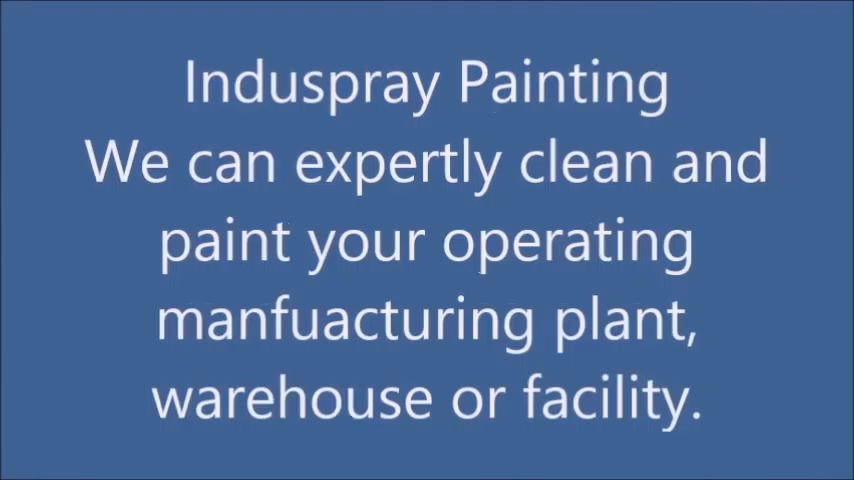 Induspray Painting
We can expertly clean and
paint your operating
manfuacturing plant,
warehouse or facility.